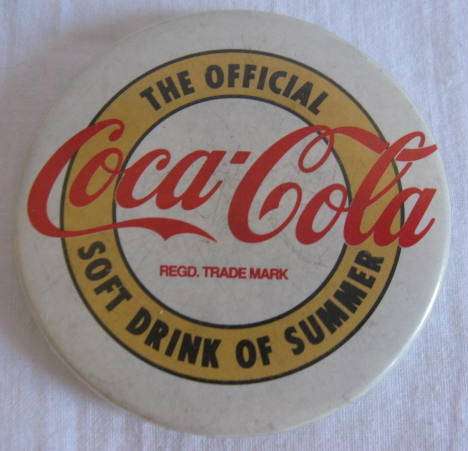 THE OFFICIAL
Coca-Cola
REGD. TRADE MARK
SOFT DRINK OF SUMMER